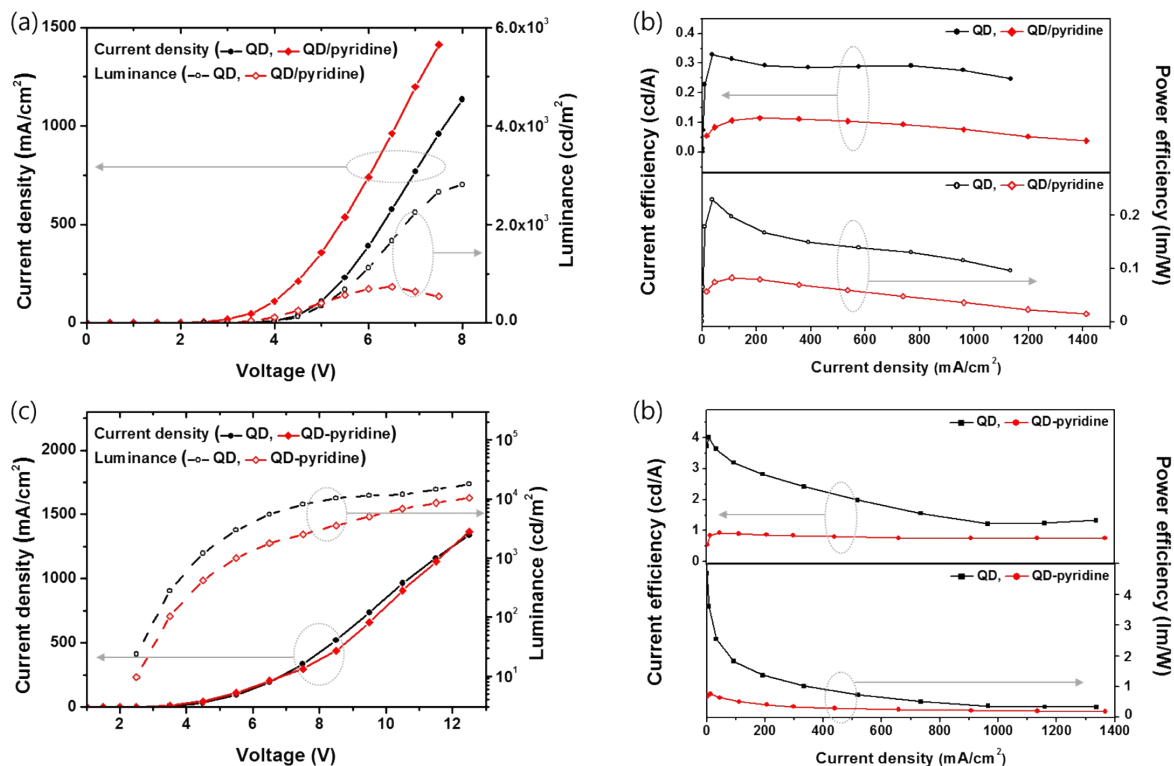 (a)
Current density (mA/cm²)
1500
1000
500
0
Current density (QD, QD/pyridine)
Luminance (QD, QD/pyridine)
6.0x10³
4.0x10³
2.0x10³
0.0
Luminance (cd/m²)
0 2 4 6 8
Voltage (V)
(b)
Current efficiency (cd/A)
0.4
0.3
0.2
0.1
0.0
QD, QD/pyridine
QD, QD/pyridine
0.2
0.1
0
Power efficiency (lm/W)
0 200 400 600 800 1000 1200 1400
Current density (mA/cm²)
(c)
Current density (mA/cm²)
2000
1750
1500
1250
1000
750
500
250
0
Current density (QD, QD-pyridine)
Luminance (QD, QD-pyridine)
10⁵
10⁴
10³
10²
10¹
Luminance (cd/m²)
2 4 6 8 10 12
Voltage (V)
(b)
Current efficiency (cd/A)
4
3
2
1
0
QD, QD-pyridine
QD, QD-pyridine
4
3
2
1
0
Power efficiency (lm/W)
0 200 400 600 800 1000 1200 1400
Current density (mA/cm²)